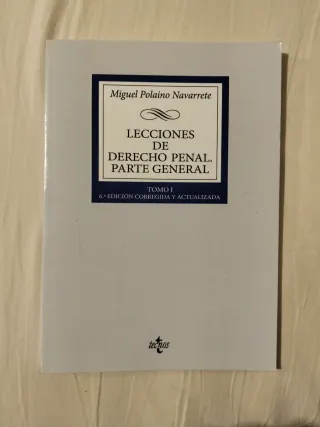 Miguel Polaino Navarrete
LECCIONES
DE
DERECHO PENAL.
PARTE GENERAL
TOMO I
6.ª EDICIÓN CORREGIDA Y ACTUALIZADA
tecnos